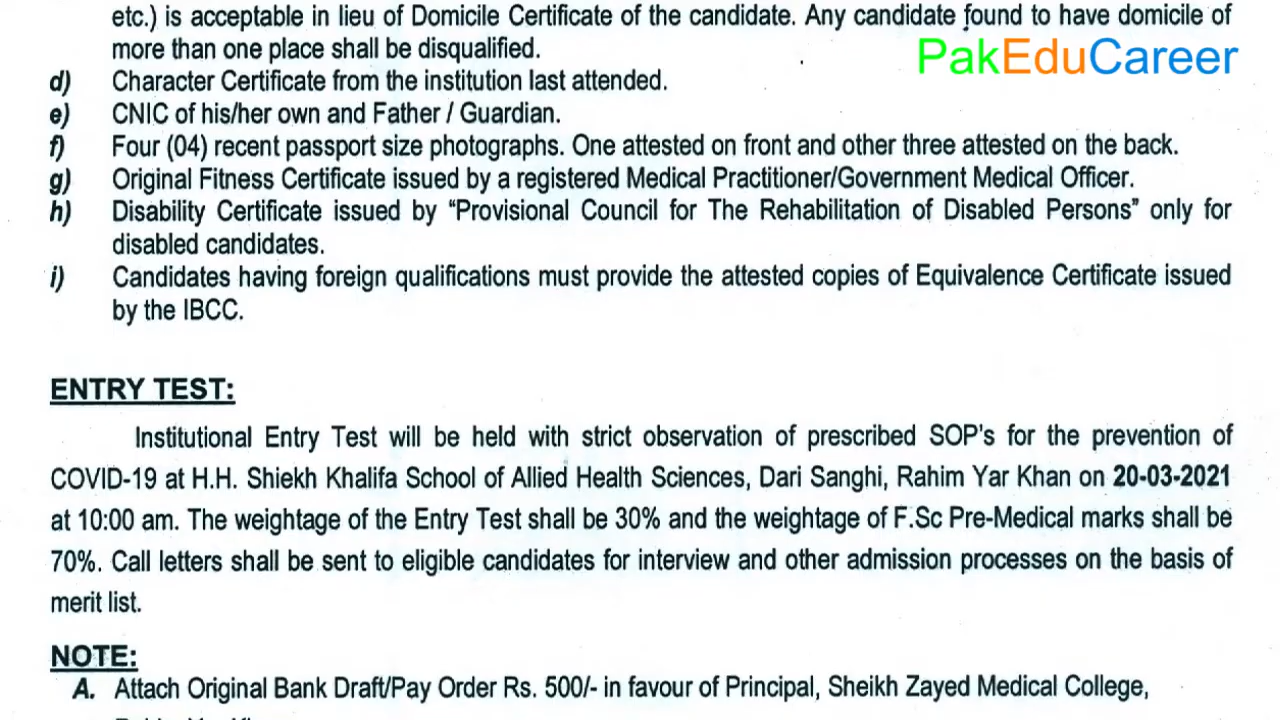 etc.) is acceptable in lieu of Domicile Certificate of the candidate. Any candidate found to have domicile of
more than one place shall be disqualified.
PakEduCareer
d) Character Certificate from the institution last attended.
e) CNIC of his/her own and Father / Guardian.
f) Four (04) recent passport size photographs. One attested on front and other three attested on the back.
g) Original Fitness Certificate issued by a registered Medical Practitioner/Government Medical Officer.
h) Disability Certificate issued by “Provisional Council for The Rehabilitation of Disabled Persons” only for
disabled candidates.
i) Candidates having foreign qualifications must provide the attested copies of Equivalence Certificate issued
by the IBCC.
ENTRY TEST:
Institutional Entry Test will be held with strict observation of prescribed SOP's for the prevention of
COVID-19 at H.H. Shiekh Khalifa School of Allied Health Sciences, Dari Sanghi, Rahim Yar Khan on 20-03-2021
at 10:00 am. The weightage of the Entry Test shall be 30% and the weightage of F.Sc Pre-Medical marks shall be
70%. Call letters shall be sent to eligible candidates for interview and other admission processes on the basis of
merit list.
NOTE:
A. Attach Original Bank Draft/Pay Order Rs. 500/- in favour of Principal, Sheikh Zayed Medical College,